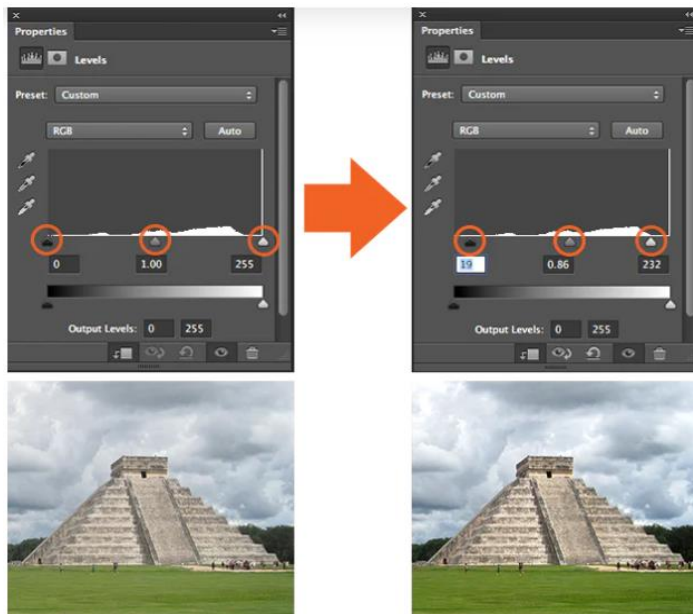 Properties
Levels
Preset: Custom
RGB Auto
0 1.00 255
Output Levels: 0 255
Properties
Levels
Preset: Custom
RGB Auto
19 0.86 232
Output Levels: 0 255